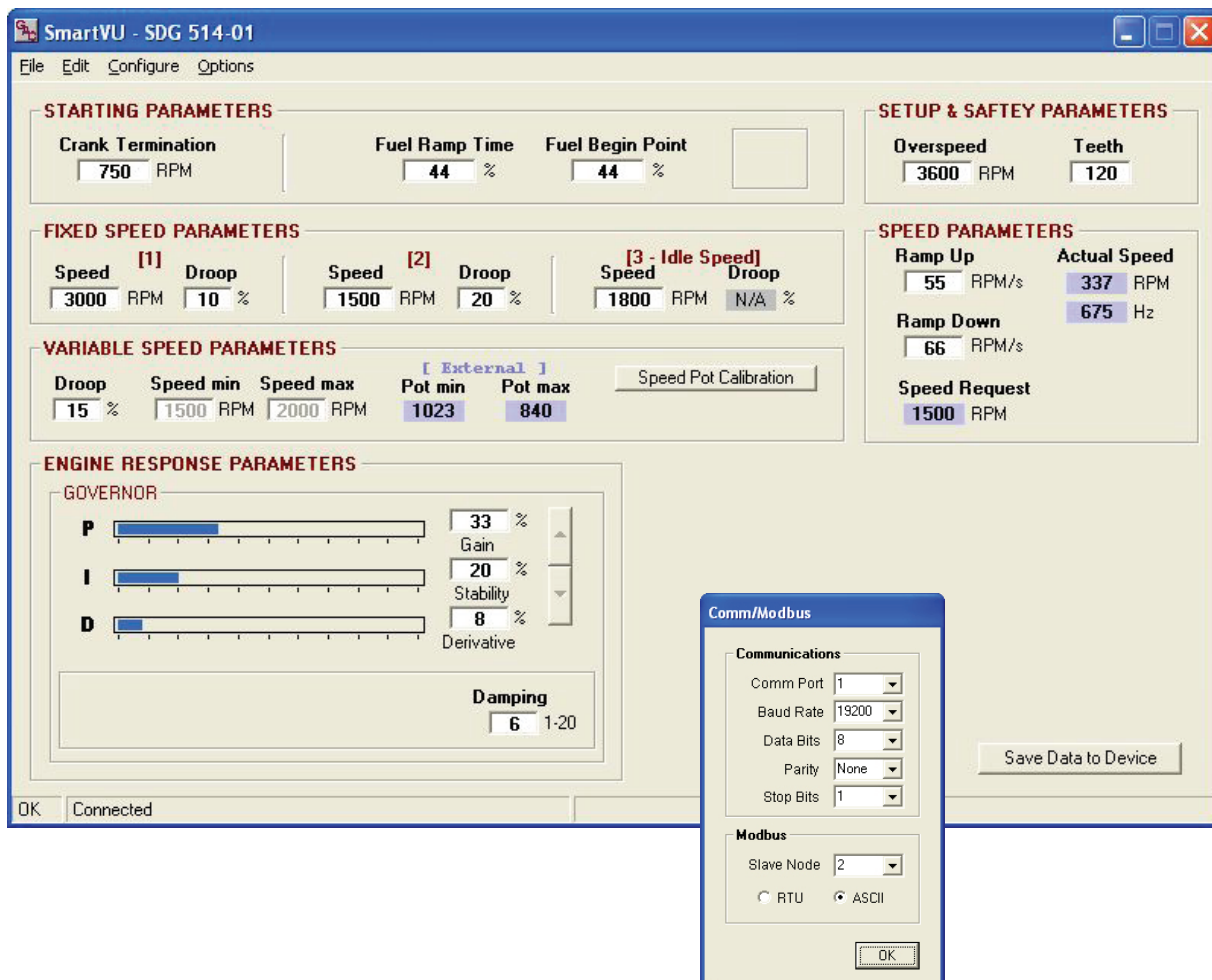 SmartVU - SDG 514-01
File Edit Configure Options
STARTING PARAMETERS
Crank Termination
750 RPM
Fuel Ramp Time
44 %
Fuel Begin Point
44 %
SETUP & SAFTEY PARAMETERS
Overspeed
3600 RPM
Teeth
120
FIXED SPEED PARAMETERS
[1]
Speed Droop
3000 RPM 10 %
[2]
Speed Droop
1500 RPM 20 %
[3 - Idle Speed]
Speed Droop
1800 RPM N/A %
SPEED PARAMETERS
Ramp Up
55 RPM/s
Actual Speed
337 RPM
675 Hz
Ramp Down
66 RPM/s
Speed Request
1500 RPM
VARIABLE SPEED PARAMETERS
Droop
15 %
Speed min
1500 RPM
Speed max
2000 RPM
[ External ]
Pot min Pot max
1023 840
Speed Pot Calibration
ENGINE RESPONSE PARAMETERS
GOVERNOR
P
33 %
Gain
I
20 %
Stability
D
8 %
Derivative
Damping
6 1-20
Save Data to Device
OK Connected
Comm/Modbus
Communications
Comm Port 1
Baud Rate 19200
Data Bits 8
Parity None
Stop Bits 1
Modbus
Slave Node 2
RTU ASCII
OK